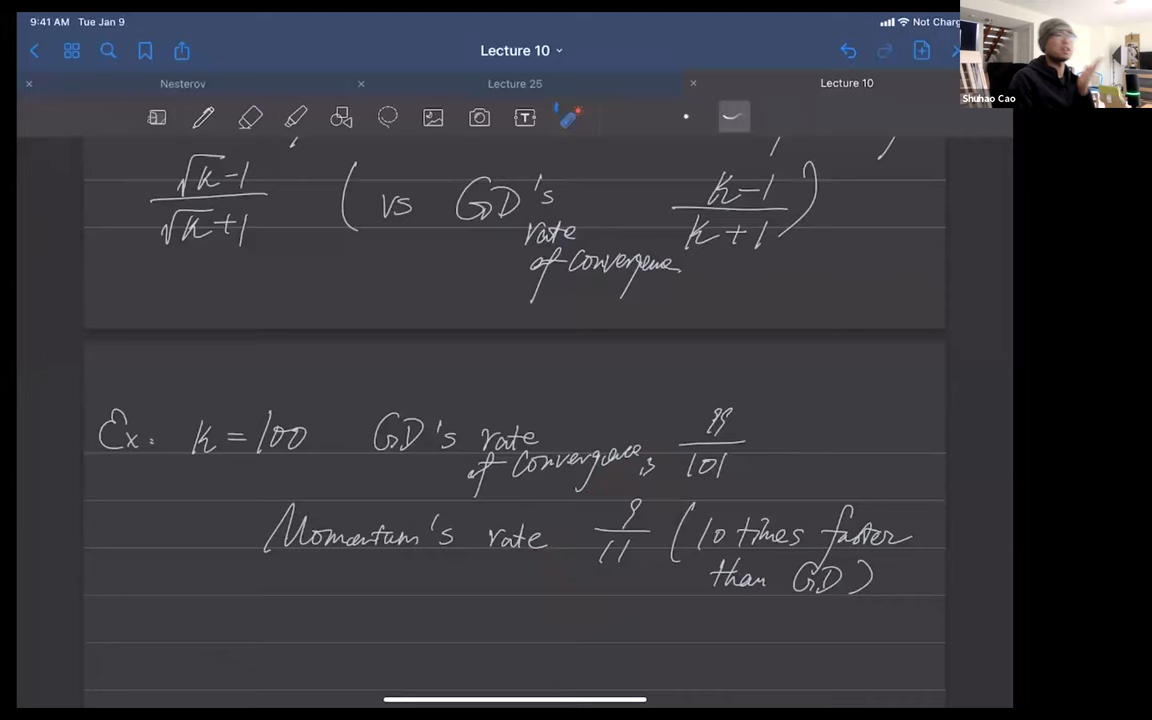 9:41 AM Tue Jan 9
Not Charg
Lecture 10
Nesterov
Lecture 25
Lecture 10
Shuhao Cao
√k-1 / √k+1 ( vs GD's rate of convergence k-1 / k+1 )
Ex. k = 100 GD's rate of convergence is 99/101
Momentum's rate 9/11 (10 times faster
than GD)